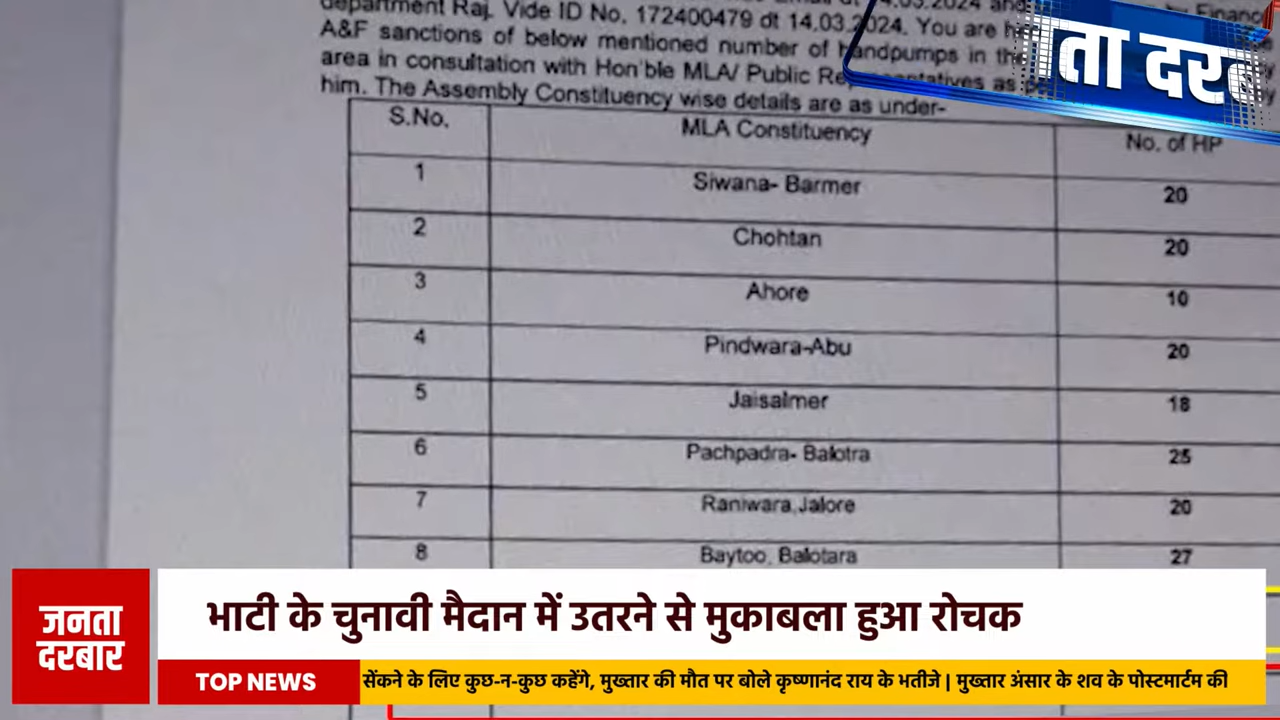 department Raj. Vide ID No. 172400479 dt 14.03.2024. You are
A&F sanctions of below mentioned number of handpumps in the
area in consultation with Hon'ble MLA/ Public Representatives as
him. The Assembly Constituency wise details are as under-
S.No. MLA Constituency No. of HP
1 Siwana- Barmer 20
2 Chohtan 20
3 Ahore 10
4 Pindwara-Abu 20
5 Jaisalmer 18
6 Pachpadra- Balotra 25
7 Raniwara,Jalore 20
8 Baytoo, Balotara 27
जनता
दरबार
भाटी के चुनावी मैदान में उतरने से मुकाबला हुआ रोचक
TOP NEWS
सेंकने के लिए कुछ-न-कुछ कहेंगे, मुख्तार की मौत पर बोले कृष्णानंद राय के भतीजे | मुख्तार अंसार के शव के पोस्टमार्टम की